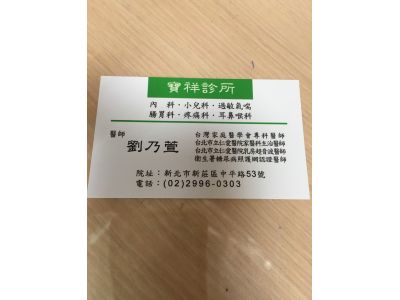 寶祥診所
內 科・小兒科・過敏氣喘
腸胃科・疼痛科・耳鼻喉科
醫師
劉乃萱
台灣家庭醫學會專科醫師
台北市立仁愛醫院家醫科主治醫師
台北市立仁愛醫院乳房超音波醫師
衛生署糖尿病照護網認證醫師
院址：新北市新莊區中平路53號
電話：(02)2996-0303